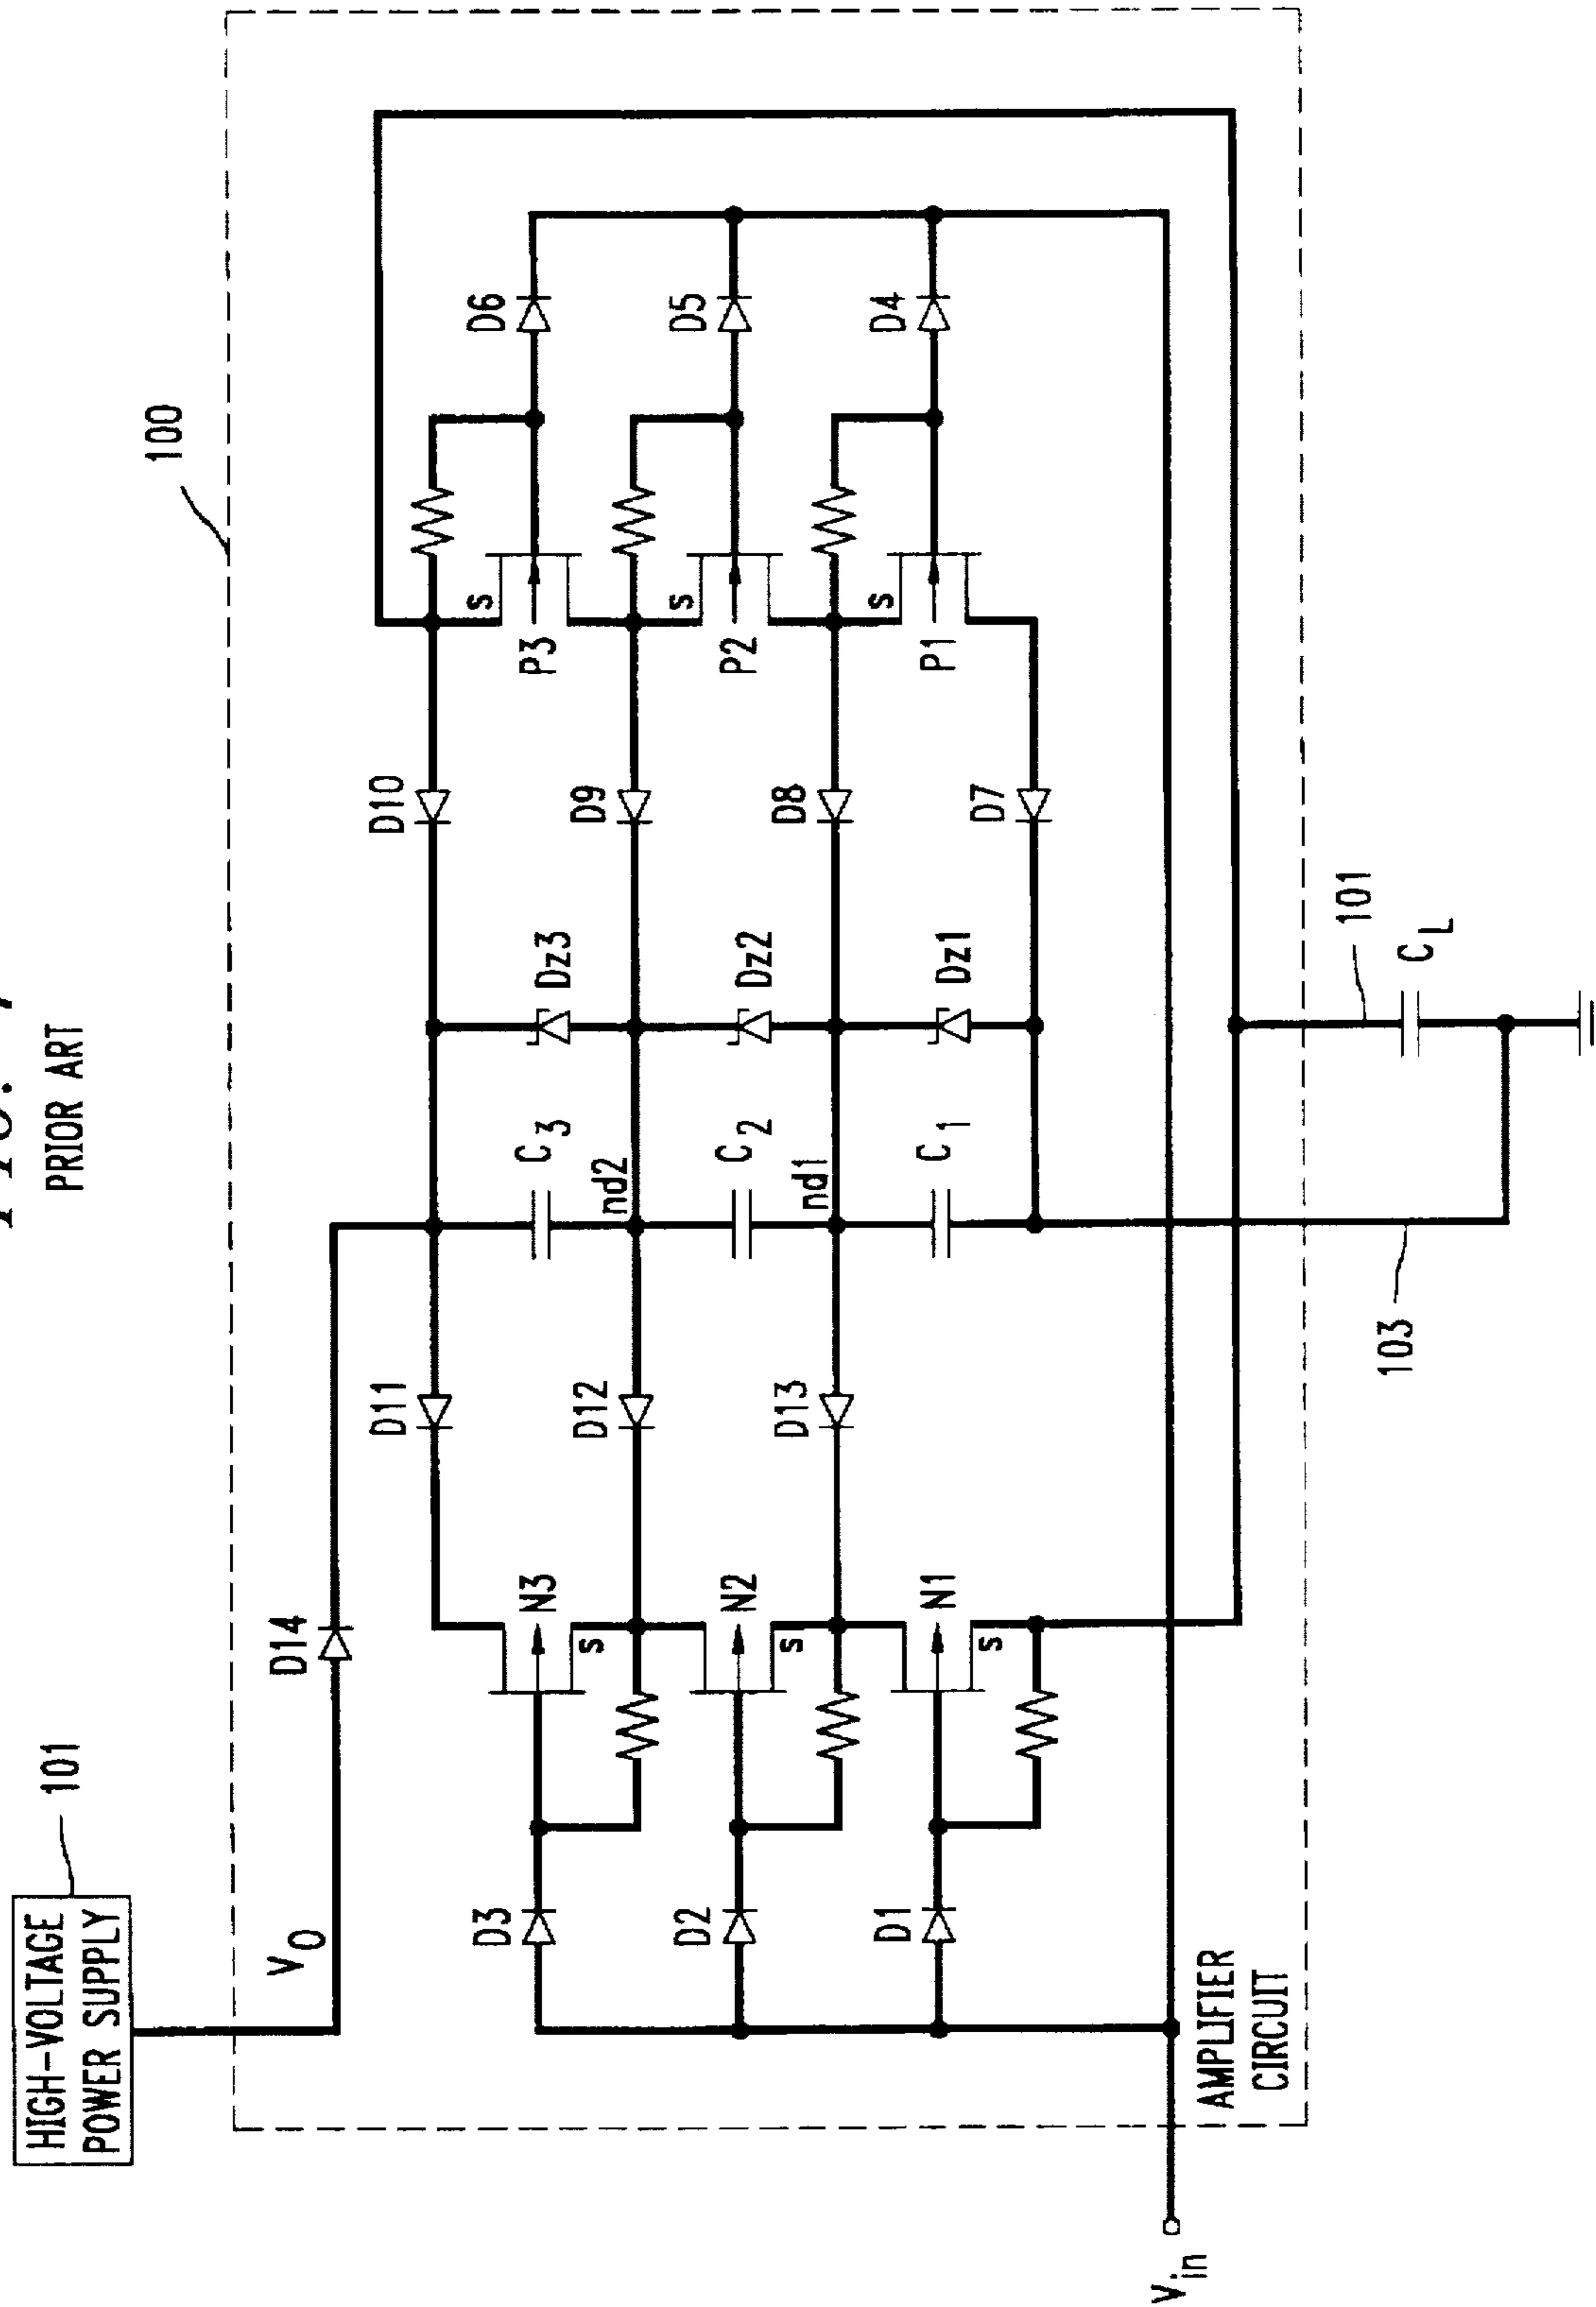 PRIOR ART
HIGH-VOLTAGE
POWER SUPPLY
101
100
V0
D14
D11
D10
D3
N3
s
C3
Dz3
P3
s
D6
nd2
D12
D9
D2
N2
s
C2
Dz2
P2
s
D5
nd1
D13
D8
D1
N1
s
C1
Dz1
P1
s
D4
D7
AMPLIFIER
CIRCUIT
Vin
103
101
CL